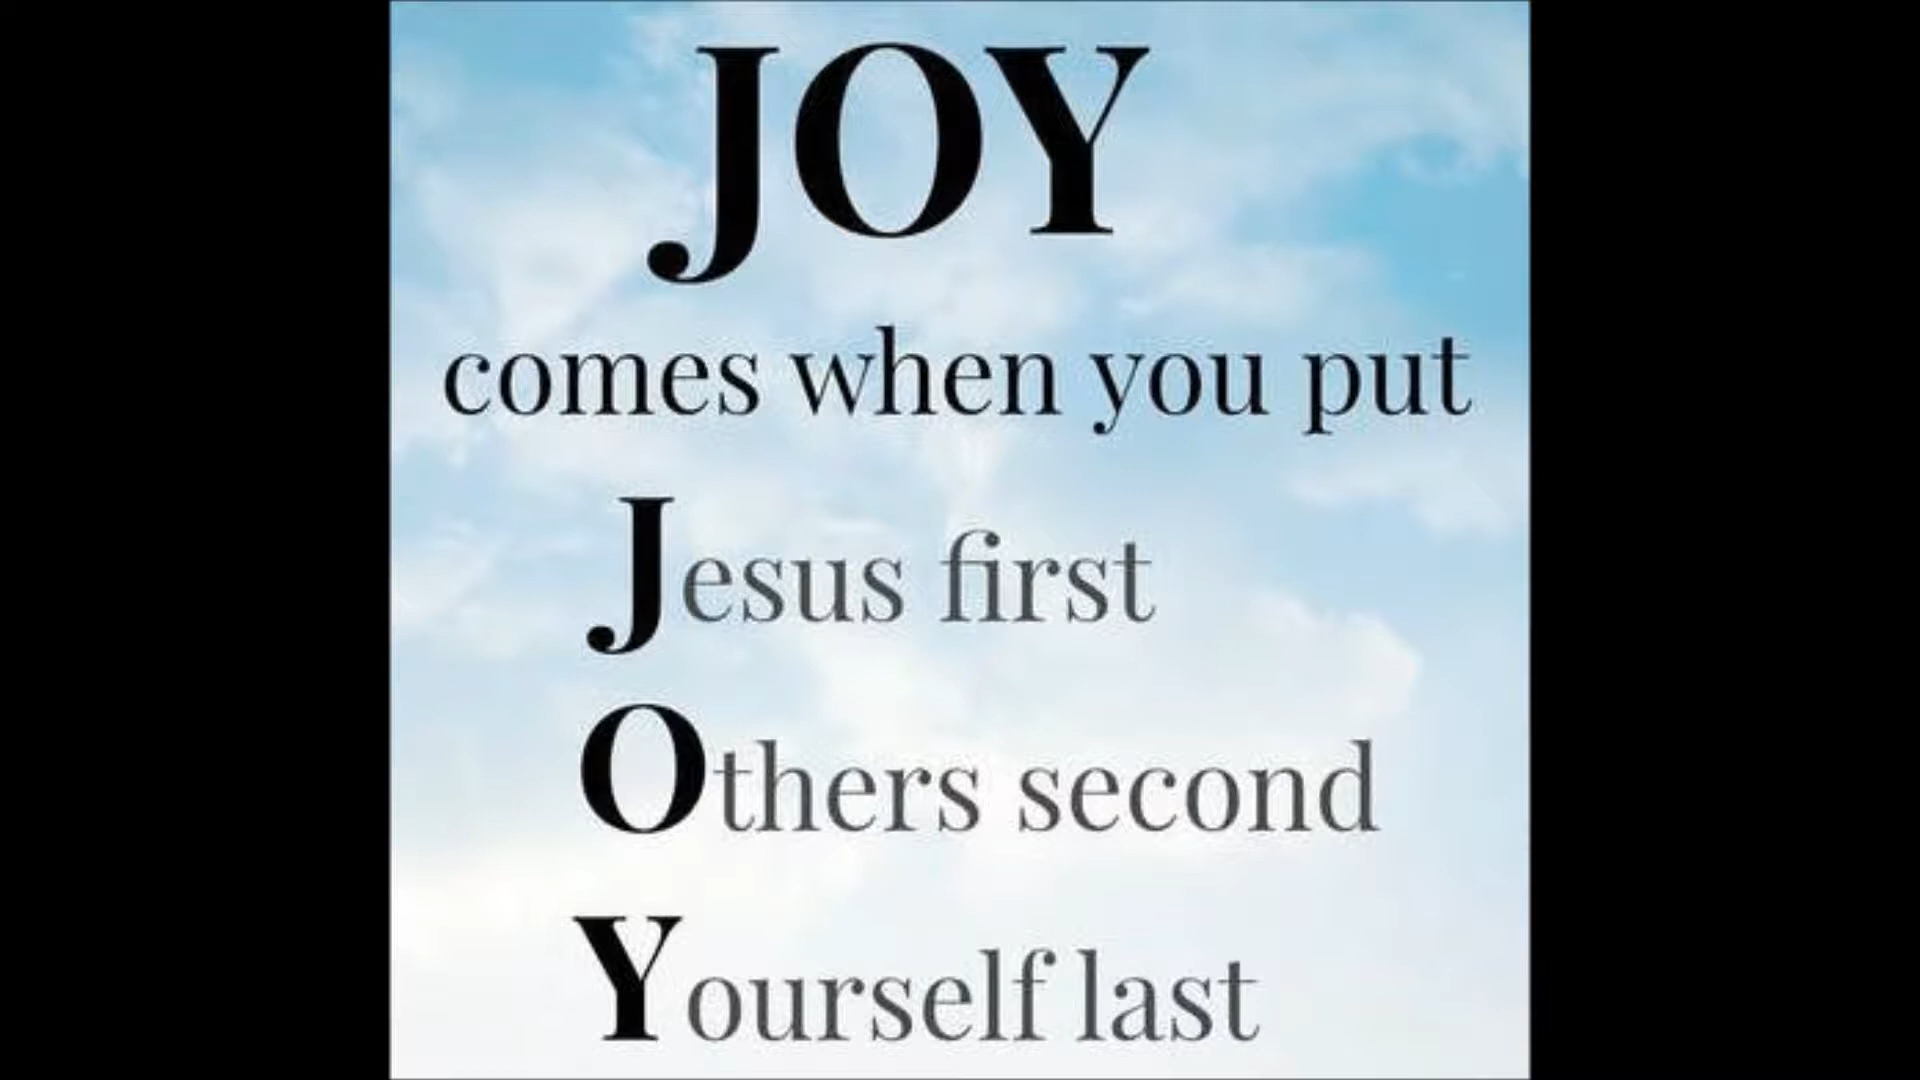 JOY
comes when you put
Jesus first
Others second
Yourself last